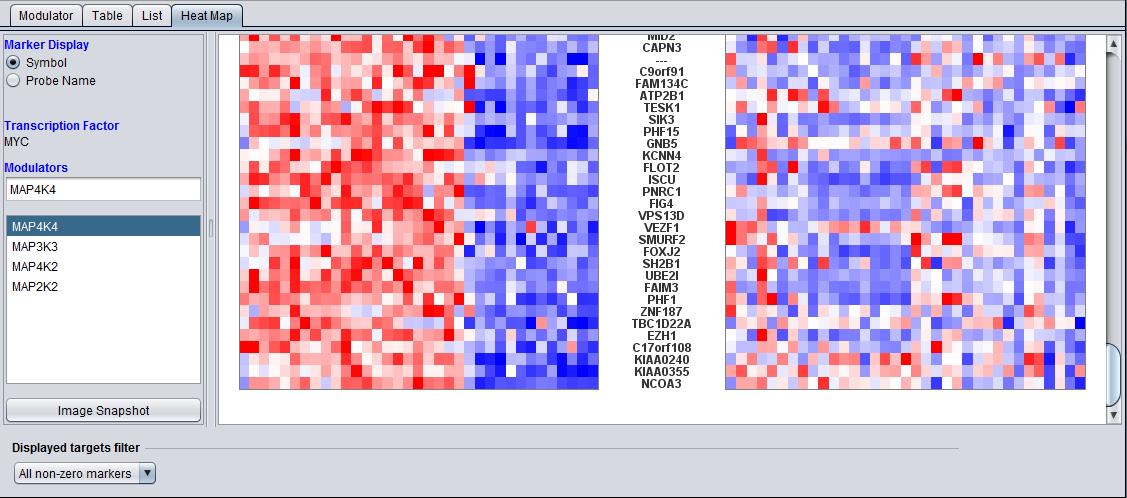 Modulator Table List Heat Map
Marker Display
Symbol
Probe Name
Transcription Factor
MYC
Modulators
MAP4K4
MAP4K4
MAP3K3
MAP4K2
MAP2K2
Image Snapshot
MID2
CAPN3
---
C9orf91
FAM134C
ATP2B1
TESK1
SIK3
PHF15
GNB5
KCNN4
FLOT2
ISCU
PNRC1
FIG4
VPS13D
VEZF1
SMURF2
FOXJ2
SH2B1
UBE2I
FAIM3
PHF1
ZNF187
TBC1D22A
EZH1
C17orf108
KIAA0240
KIAA0355
NCOA3
Displayed targets filter
All non-zero markers